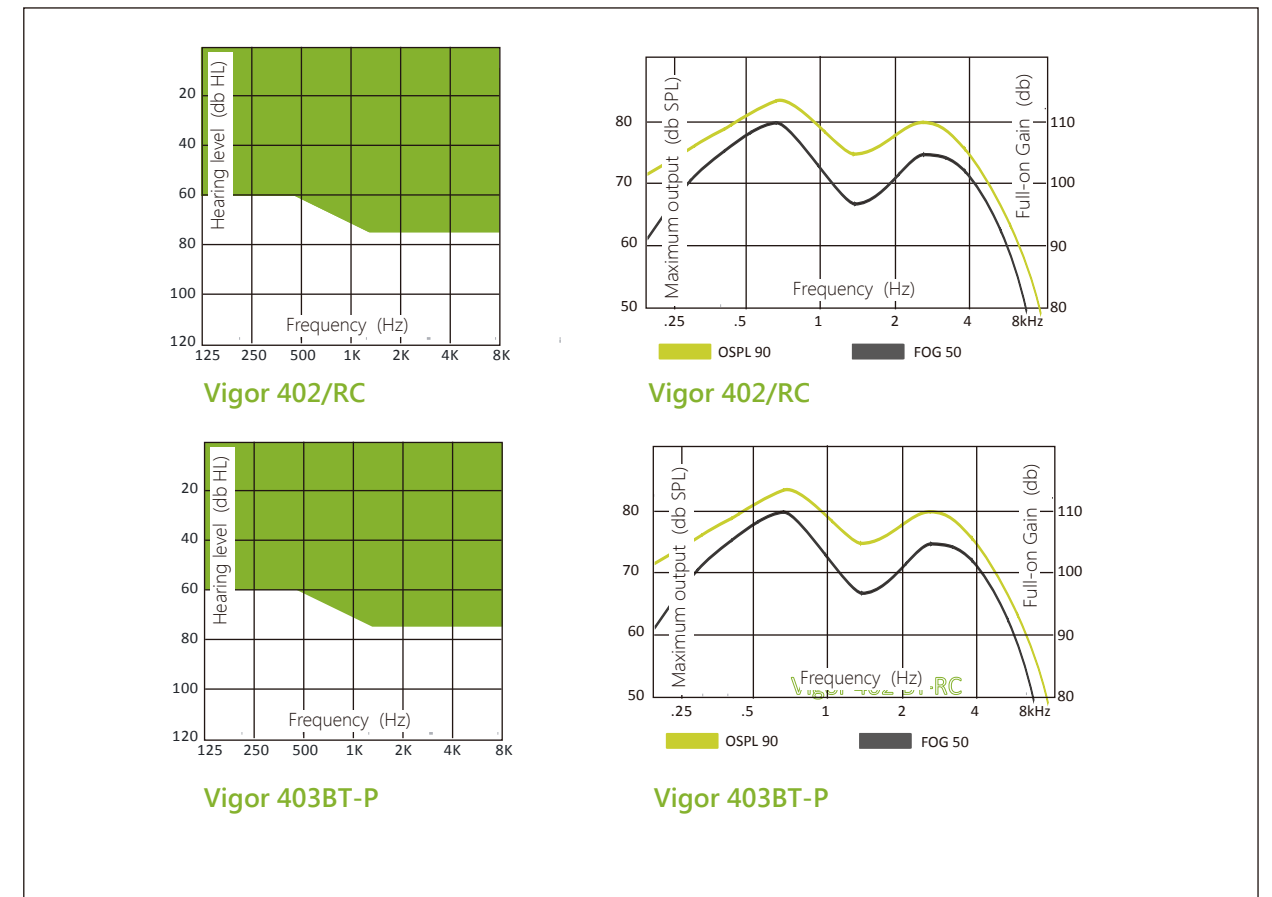 Hearing level (db HL)
20
40
60
80
100
120
Frequency (Hz)
125 250 500 1K 2K 4K 8K
Vigor 402/RC
Maximum output (db SPL)
80
70
60
50
Full-on Gain (db)
110
100
90
80
Frequency (Hz)
.25 .5 1 2 4 8kHz
OSPL 90 FOG 50
Vigor 402/RC
Hearing level (db HL)
20
40
60
80
100
120
Frequency (Hz)
125 250 500 1K 2K 4K 8K
Vigor 403BT-P
Maximum output (db SPL)
80
70
60
50
Full-on Gain (db)
110
100
90
80
Frequency (Hz)
.25 .5 1 2 4 8kHz
OSPL 90 FOG 50
Vigor 403BT-P